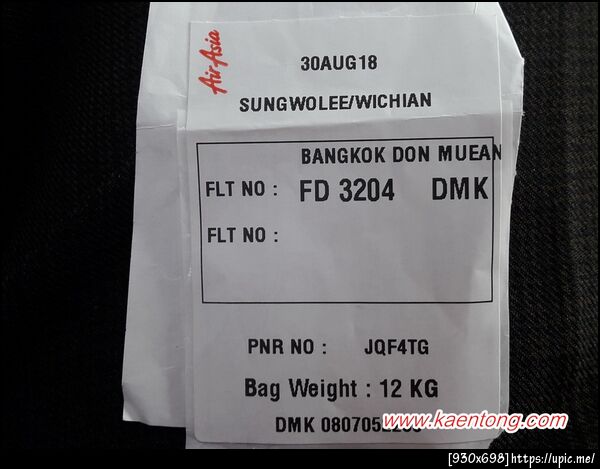 AirAsia
30AUG18
SUNGWOLEE/WICHIAN
BANGKOK DON MUEAN
FLT NO : FD 3204 DMK
FLT NO :
PNR NO : JQF4TG
Bag Weight : 12 KG
DMK
www.kaentong.com
[930x698]https://upic.me/